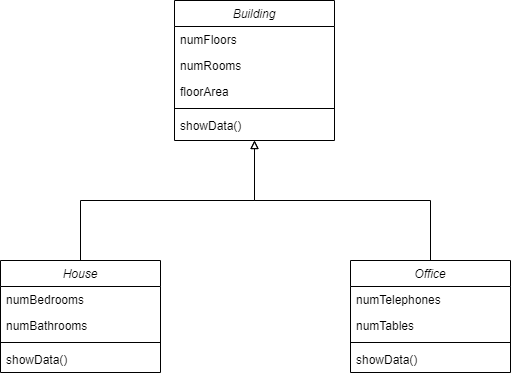 Building
numFloors
numRooms
floorArea
showData()
House
numBedrooms
numBathrooms
showData()
Office
numTelephones
numTables
showData()